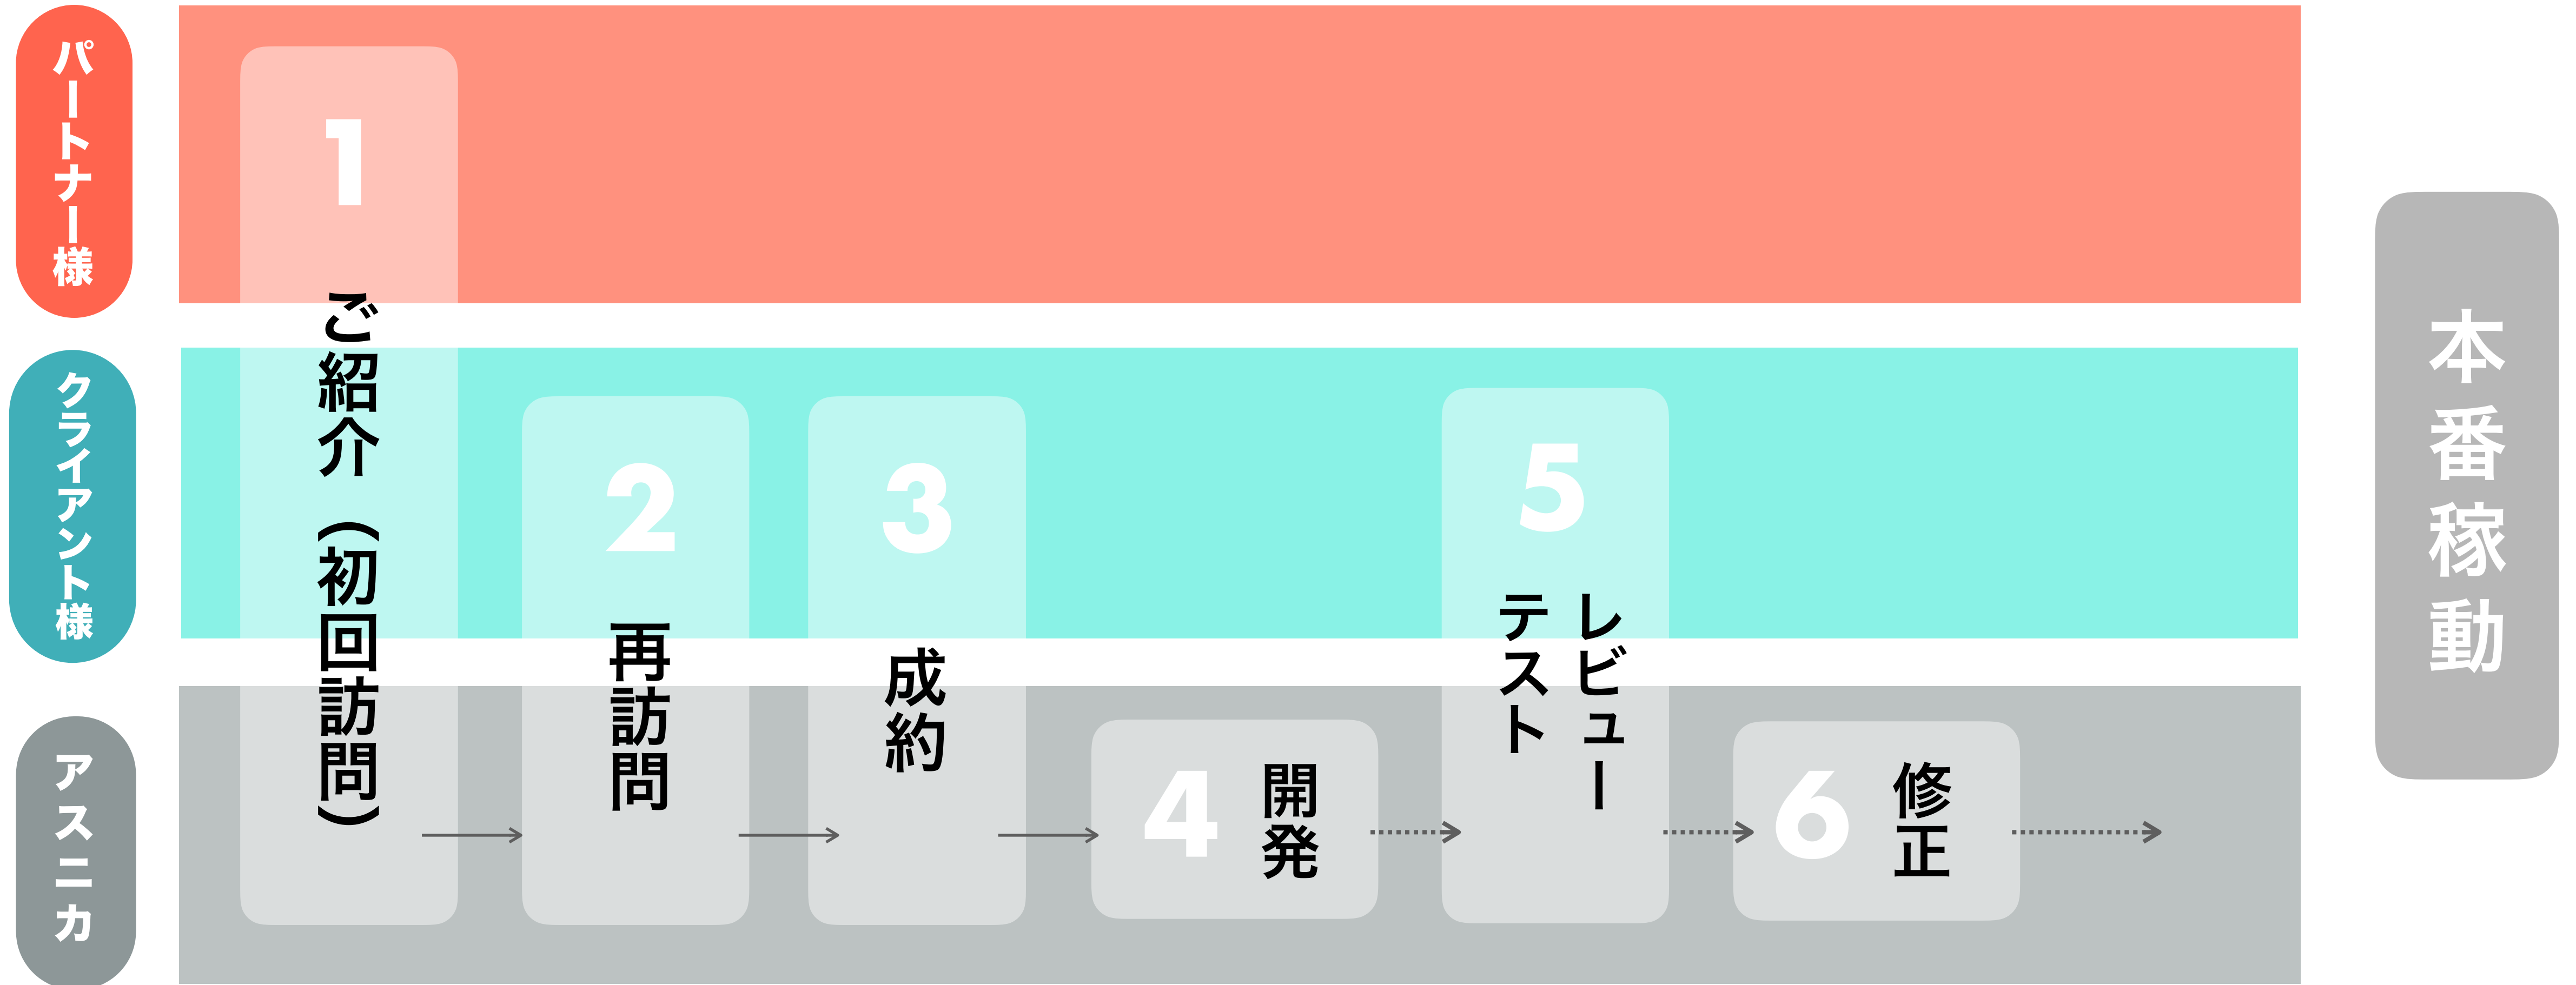 パートナー様
クライアント様
アスニカ
1
ご紹介（初回訪問）
2
再訪問
3
成約
4
開発
5
レビュー
テスト
6
修正
本番稼動